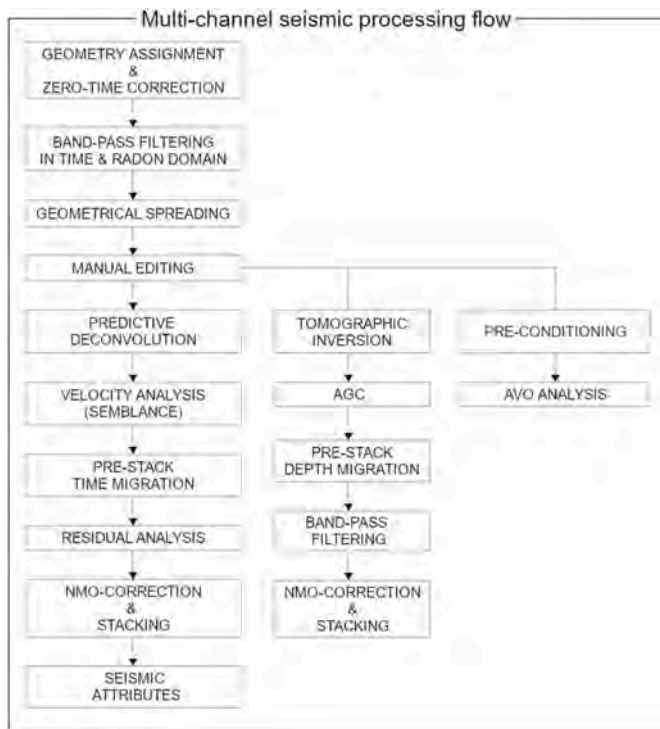 Multi-channel seismic processing flow
GEOMETRY ASSIGNMENT
&
ZERO-TIME CORRECTION
BAND-PASS FILTERING
IN TIME & RADON DOMAIN
GEOMETRICAL SPREADING
MANUAL EDITING
PREDICTIVE
DECONVOLUTION
VELOCITY ANALYSIS
(SEMBLANCE)
PRE-STACK
TIME MIGRATION
RESIDUAL ANALYSIS
NMO-CORRECTION
&
STACKING
SEISMIC
ATTRIBUTES
TOMOGRAPHIC
INVERSION
AGC
PRE-STACK
DEPTH MIGRATION
BAND-PASS
FILTERING
NMO-CORRECTION
&
STACKING
PRE-CONDITIONING
AVO ANALYSIS